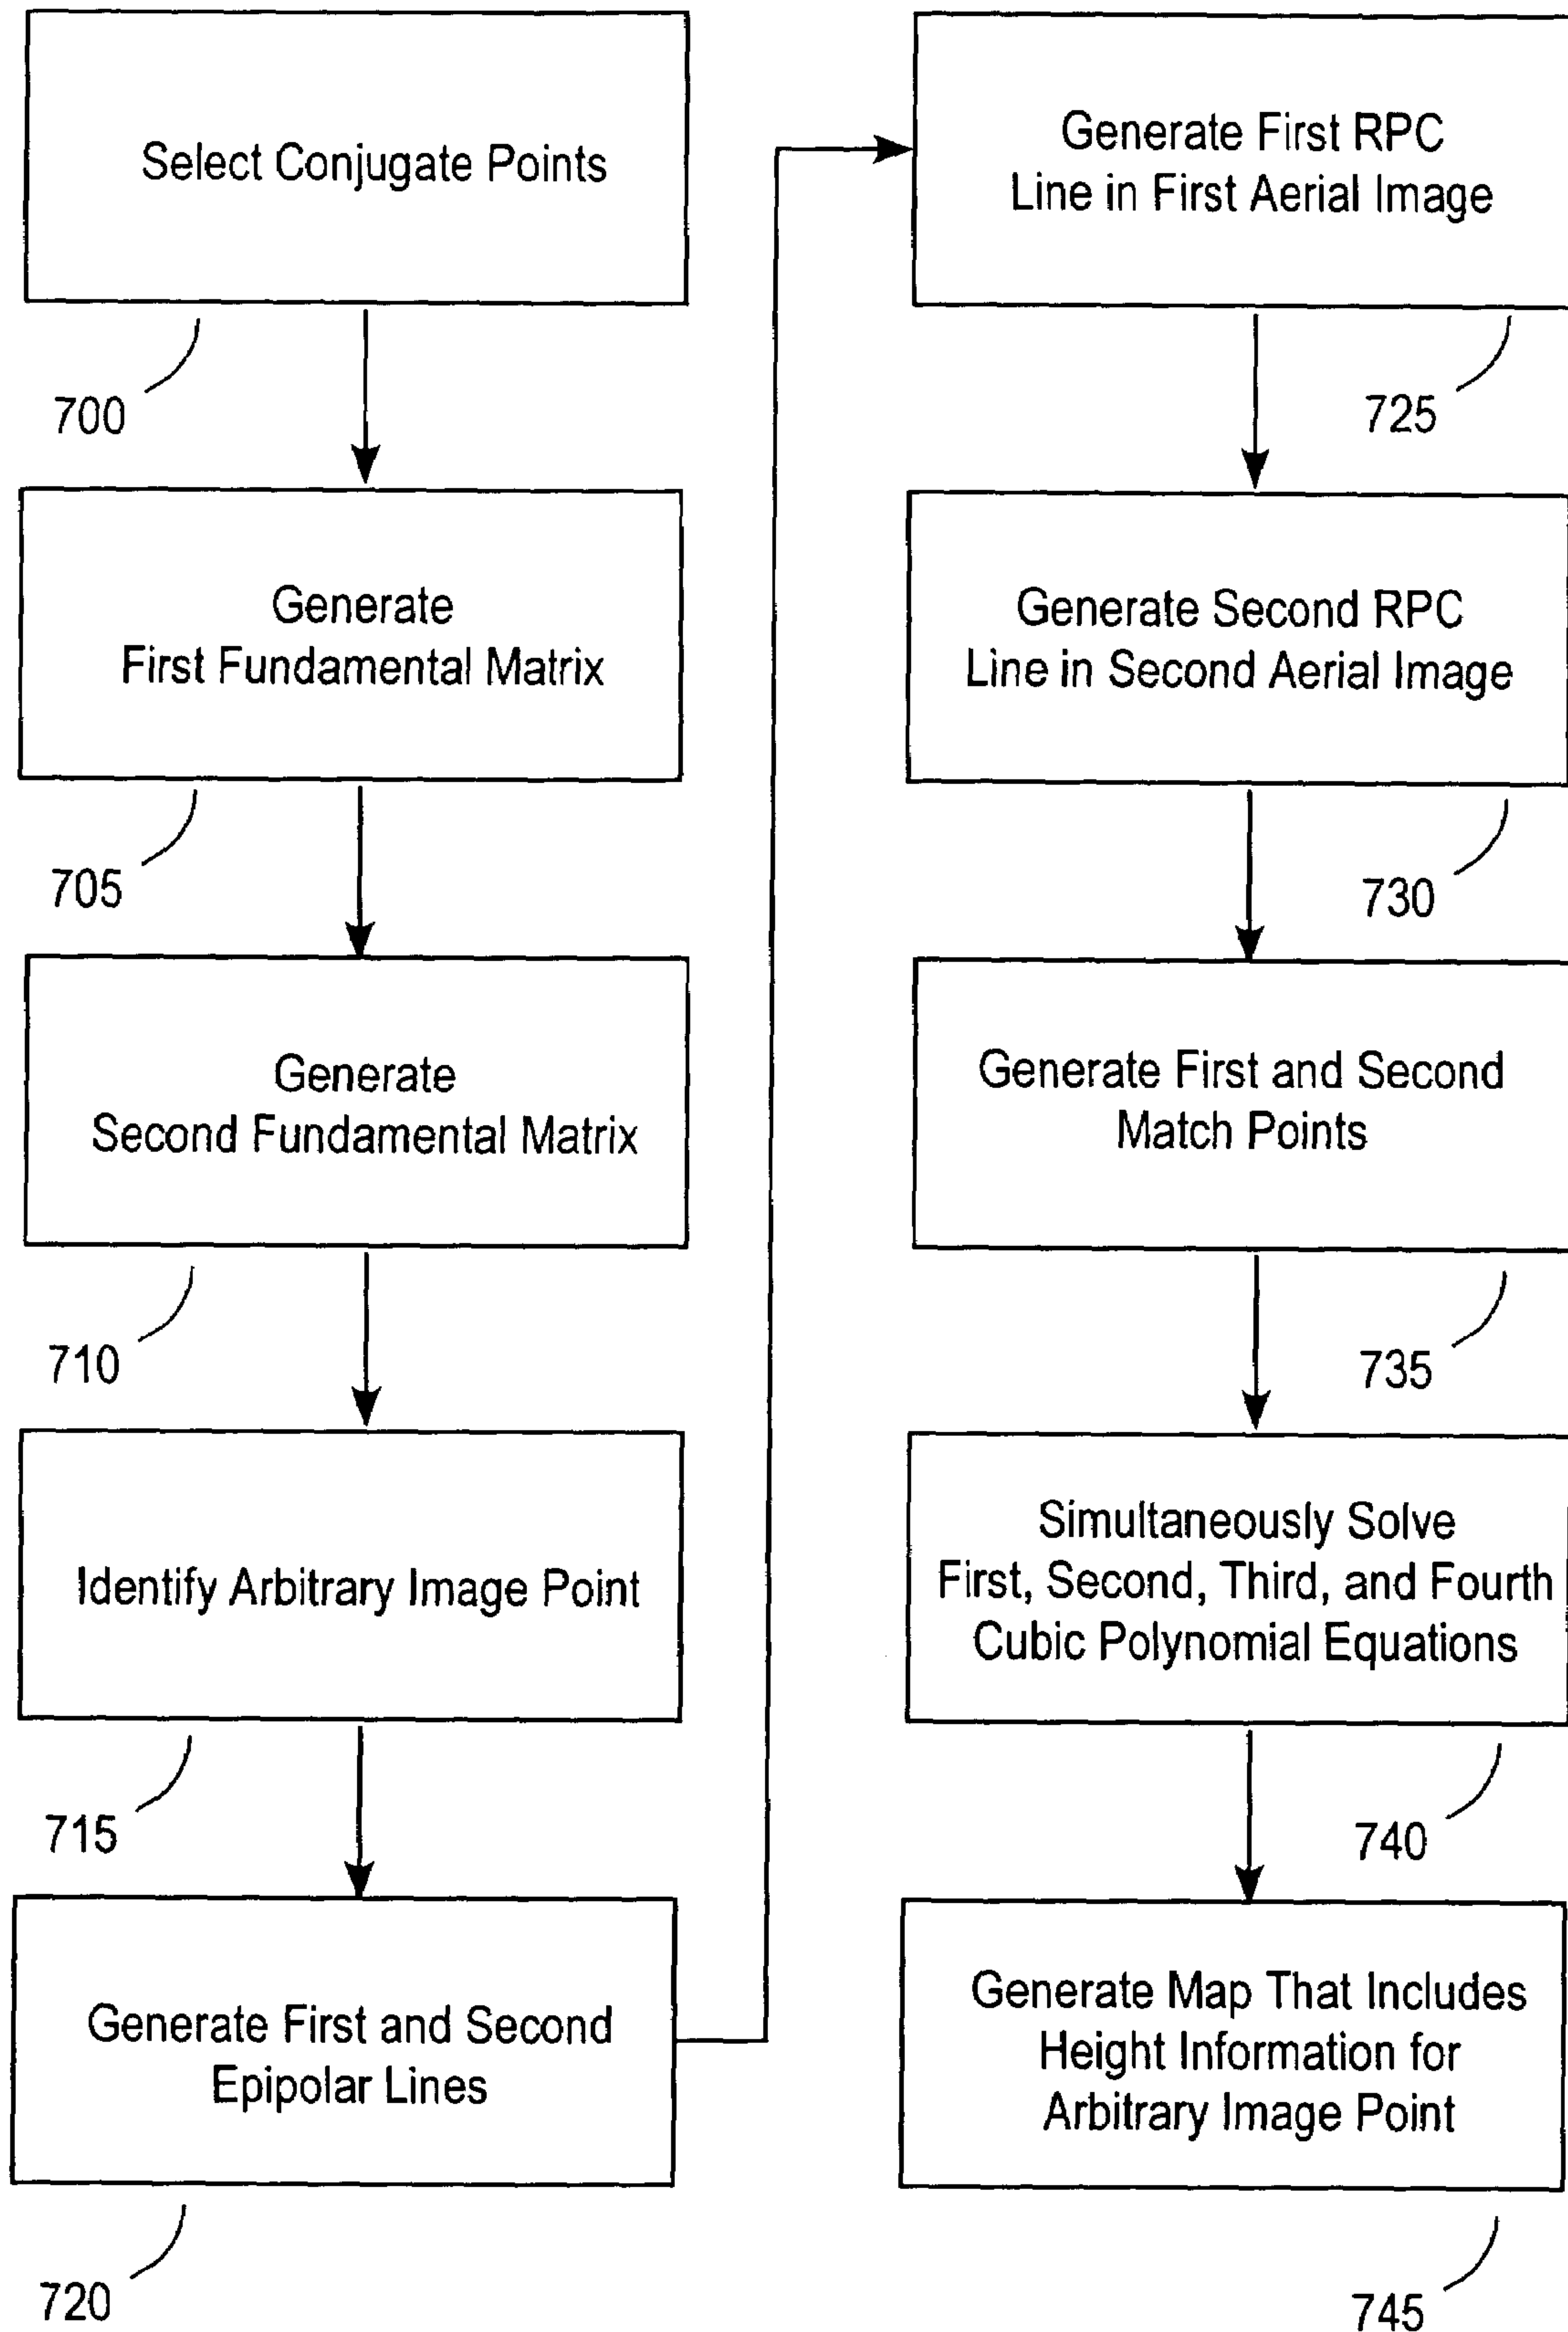 Select Conjugate Points
700
Generate
First Fundamental Matrix
705
Generate
Second Fundamental Matrix
710
Identify Arbitrary Image Point
715
Generate First and Second
Epipolar Lines
720
Generate First RPC
Line in First Aerial Image
725
Generate Second RPC
Line in Second Aerial Image
730
Generate First and Second
Match Points
735
Simultaneously Solve
First, Second, Third, and Fourth
Cubic Polynomial Equations
740
Generate Map That Includes
Height Information for
Arbitrary Image Point
745